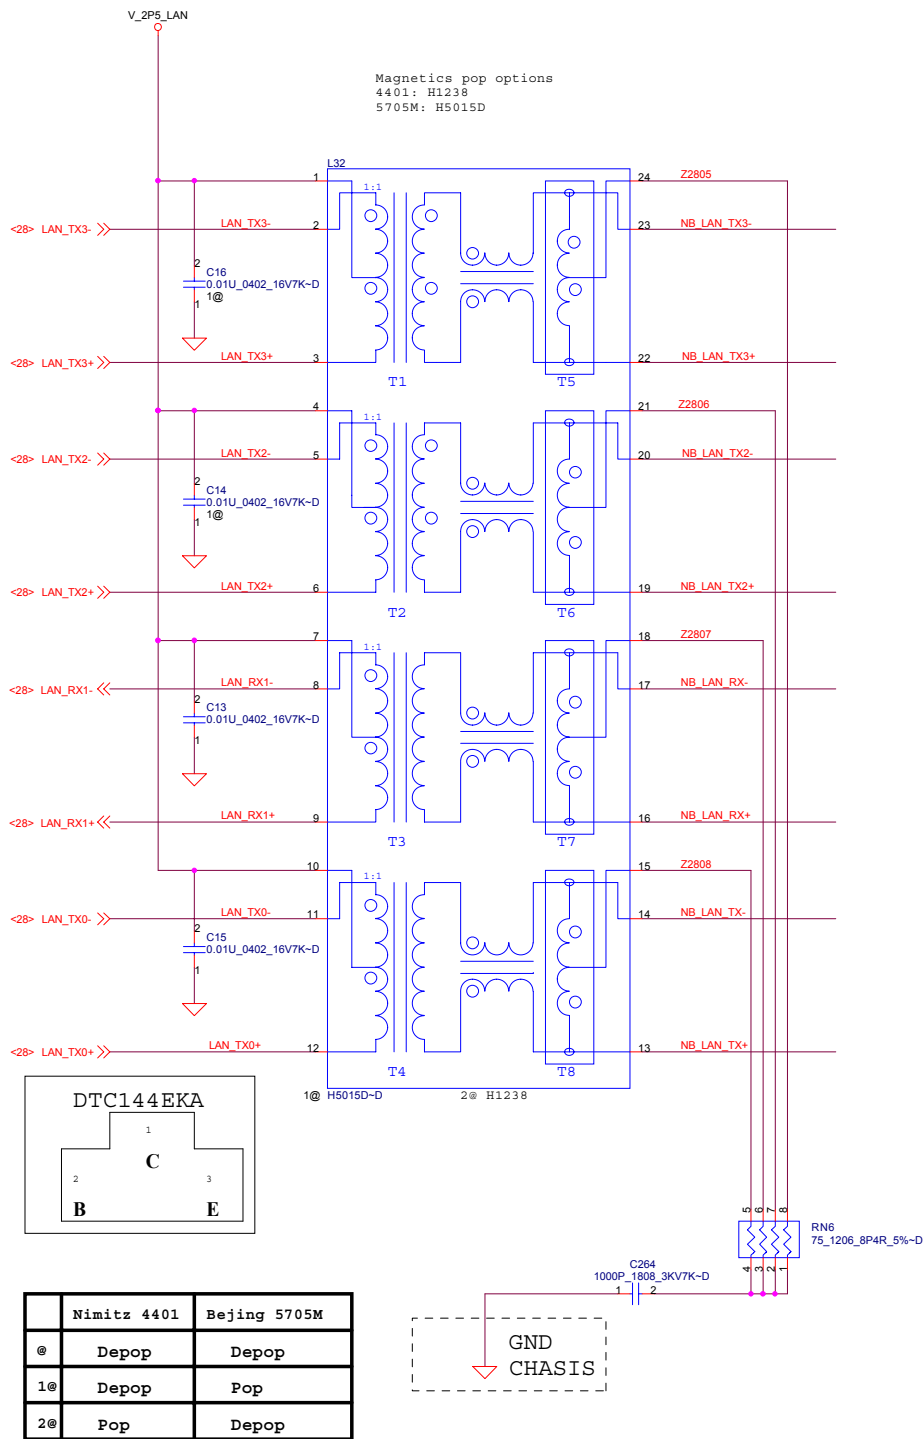 V_2P5_LAN
Magnetics pop options
4401: H1238
5705M: H5015D
L32
1
24
Z2805
1:1
<28> LAN_TX3-
LAN_TX3-
2
23
NB_LAN_TX3-
2
C16
0.01U_0402_16V7K~D
1
1@
<28> LAN_TX3+
LAN_TX3+
3
22
NB_LAN_TX3+
T1
T5
4
21
Z2806
1:1
<28> LAN_TX2-
LAN_TX2-
5
20
NB_LAN_TX2-
2
C14
0.01U_0402_16V7K~D
1
1@
<28> LAN_TX2+
LAN_TX2+
6
19
NB_LAN_TX2+
T2
T6
7
18
Z2807
1:1
<28> LAN_RX1-
LAN_RX1-
8
17
NB_LAN_RX-
2
C13
0.01U_0402_16V7K~D
1
<28> LAN_RX1+
LAN_RX1+
9
16
NB_LAN_RX+
T3
T7
10
15
Z2808
1:1
<28> LAN_TX0-
LAN_TX0-
11
14
NB_LAN_TX-
2
C15
0.01U_0402_16V7K~D
1
<28> LAN_TX0+
LAN_TX0+
12
13
NB_LAN_TX+
T4
T8
1@ H5015D~D
2@ H1238
DTC144EKA
1
C
2
3
B
E
5
6
7
8
RN6
75_1206_8P4R_5%~D
4
3
2
1
C264
1000P_1808_3KV7K~D
1
2
GND
CHASIS
Nimitz 4401
Bejing 5705M
@
Depop
Depop
1@
Depop
Pop
2@
Pop
Depop